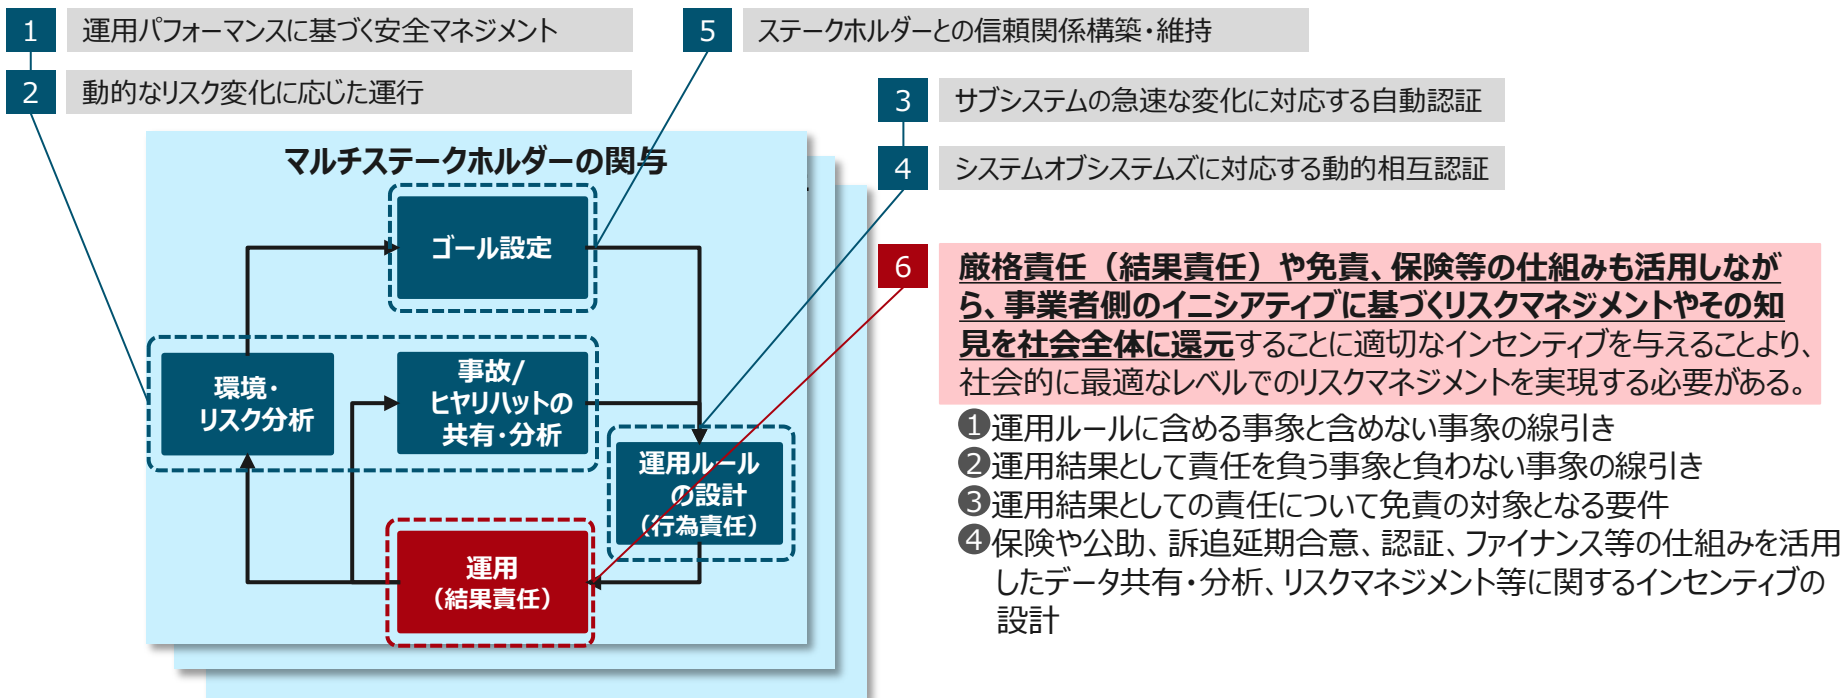 1 運用パフォーマンスに基づく安全マネジメント
2 動的なリスク変化に応じた運行
5 ステークホルダーとの信頼関係構築・維持
3 サブシステムの急速な変化に対応する自動認証
4 システムオブシステムズに対応する動的相互認証
マルチステークホルダーの関与
ゴール設定
環境・
リスク分析
事故/
ヒヤリハットの
共有・分析
運用ルール
の設計
（行為責任）
運用
（結果責任）
6 厳格責任（結果責任）や免責、保険等の仕組みも活用しなが
ら、事業者側のイニシアティブに基づくリスクマネジメントやその知
見を社会全体に還元することに適切なインセンティブを与えることより、
社会的に最適なレベルでのリスクマネジメントを実現する必要がある。
❶運用ルールに含める事象と含めない事象の線引き
❷運用結果として責任を負う事象と負わない事象の線引き
❸運用結果としての責任について免責の対象となる要件
❹保険や公助、訴追延期合意、認証、ファイナンス等の仕組みを活用
したデータ共有・分析、リスクマネジメント等に関するインセンティブの
設計